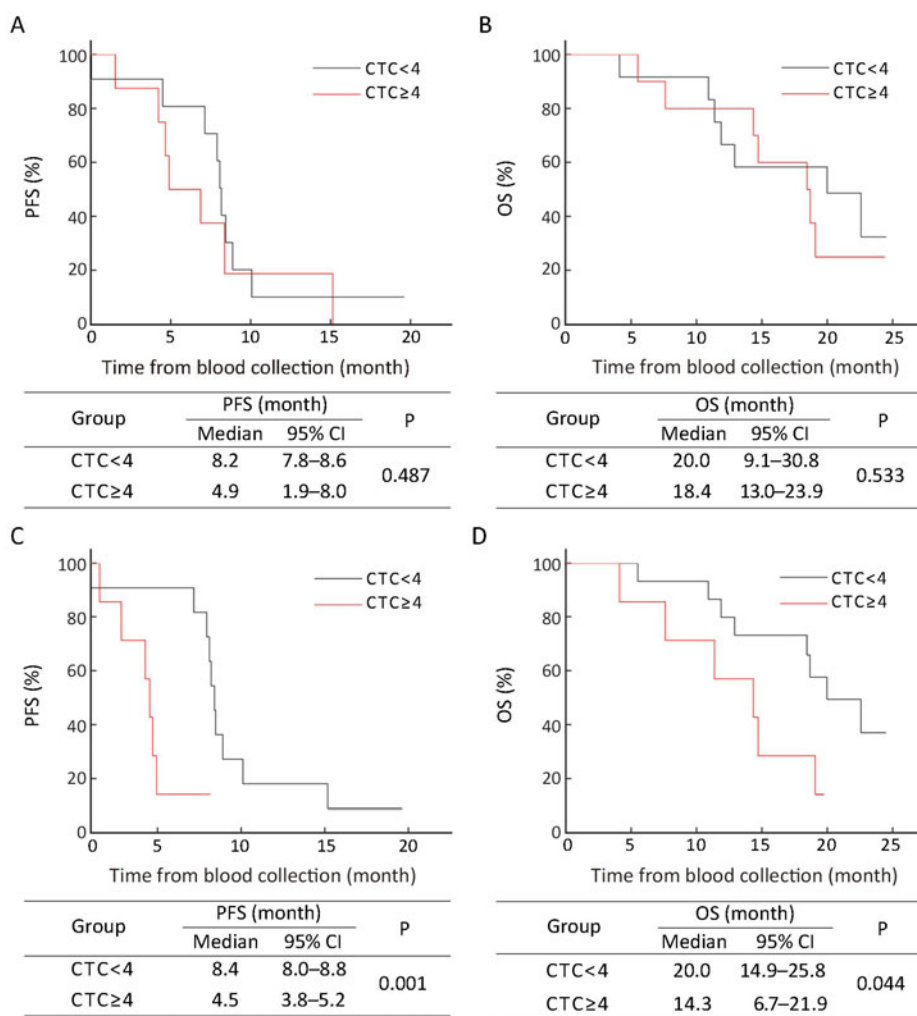 A
100
80
60
40
20
0
PFS (%)
CTC<4
CTC≥4
0 5 10 15 20
Time from blood collection (month)
Group PFS (month) P
Median 95% CI
CTC<4 8.2 7.8–8.6
0.487
CTC≥4 4.9 1.9–8.0
B
100
80
60
40
20
0
OS (%)
CTC<4
CTC≥4
0 5 10 15 20 25
Time from blood collection (month)
Group OS (month) P
Median 95% CI
CTC<4 20.0 9.1–30.8
0.533
CTC≥4 18.4 13.0–23.9
C
100
80
60
40
20
0
PFS (%)
CTC<4
CTC≥4
0 5 10 15 20
Time from blood collection (month)
Group PFS (month) P
Median 95% CI
CTC<4 8.4 8.0–8.8
0.001
CTC≥4 4.5 3.8–5.2
D
100
80
60
40
20
0
OS (%)
CTC<4
CTC≥4
0 5 10 15 20 25
Time from blood collection (month)
Group OS (month) P
Median 95% CI
CTC<4 20.0 14.9–25.8
0.044
CTC≥4 14.3 6.7–21.9